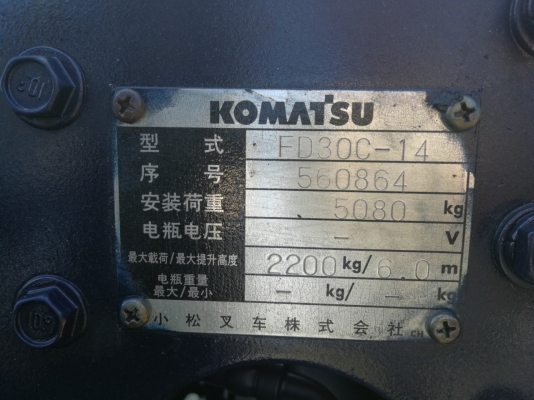 KOMATSU
型式 FD30C-14
序号 560864
安装荷重 5080 kg
电瓶电压 - V
最大載荷/最大提升高度 2200 kg/ 6.0 m
电瓶重量
最大/最小 - kg/ - kg
小松叉车株式会社 CH